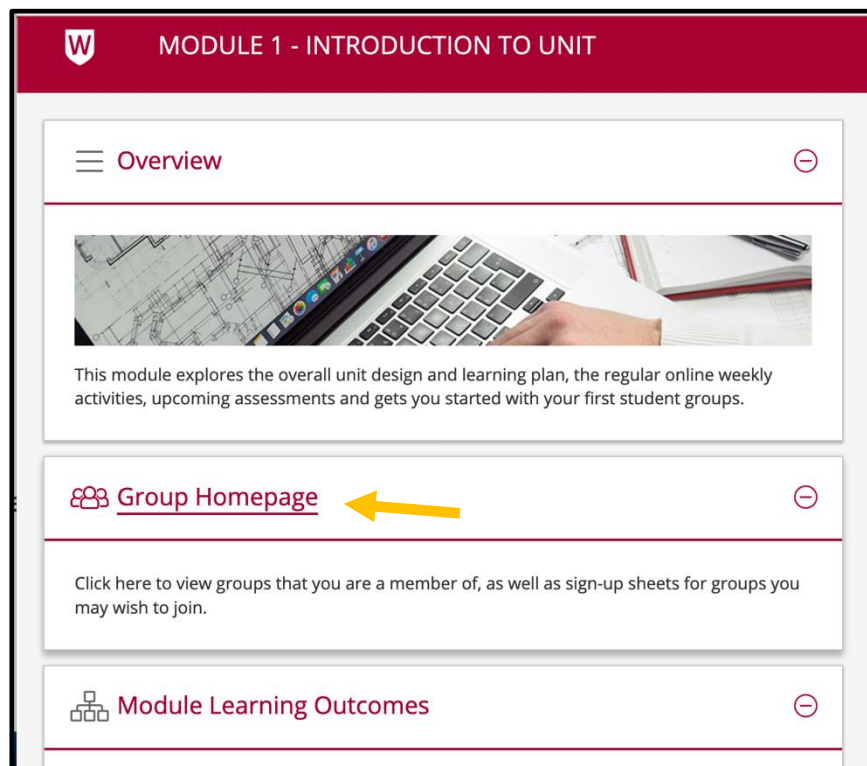 W
MODULE 1 - INTRODUCTION TO UNIT
Overview
This module explores the overall unit design and learning plan, the regular online weekly
activities, upcoming assessments and gets you started with your first student groups.
Group Homepage
Click here to view groups that you are a member of, as well as sign-up sheets for groups you
may wish to join.
Module Learning Outcomes